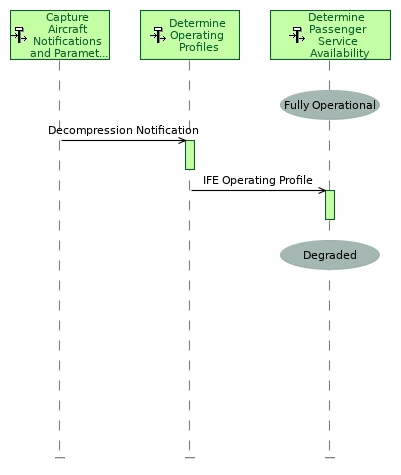 Capture
Aircraft
Notifications
and Paramet...
Determine
Operating
Profiles
Determine
Passenger
Service
Availability
Fully Operational
Decompression Notification
IFE Operating Profile
Degraded